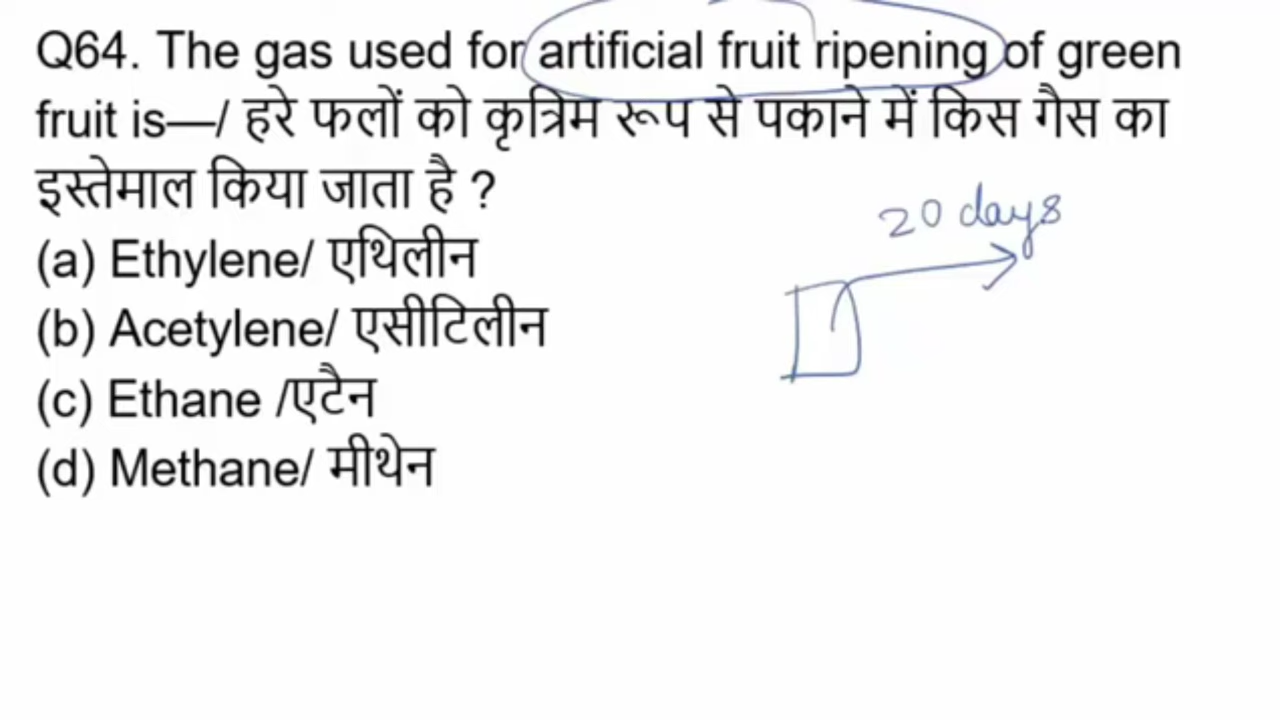 Q64. The gas used for artificial fruit ripening of green
fruit is—/ हरे फलों को कृत्रिम रूप से पकाने में किस गैस का
इस्तेमाल किया जाता है ?
20 days
(a) Ethylene/ एथिलीन
(b) Acetylene/ एसीटिलीन
(c) Ethane /एटैन
(d) Methane/ मीथेन